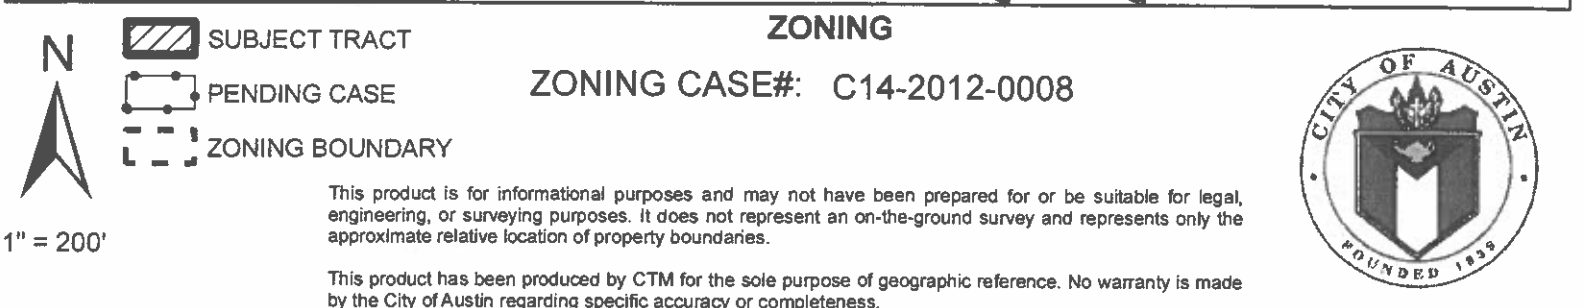 ZONING
N
SUBJECT TRACT
PENDING CASE
ZONING BOUNDARY
1" = 200'
ZONING CASE#: C14-2012-0008
This product is for informational purposes and may not have been prepared for or be suitable for legal,
engineering, or surveying purposes. It does not represent an on-the-ground survey and represents only the
approximate relative location of property boundaries.
This product has been produced by CTM for the sole purpose of geographic reference. No warranty is made
by the City of Austin regarding specific accuracy or completeness.
CITY OF AUSTIN
FOUNDED 1839